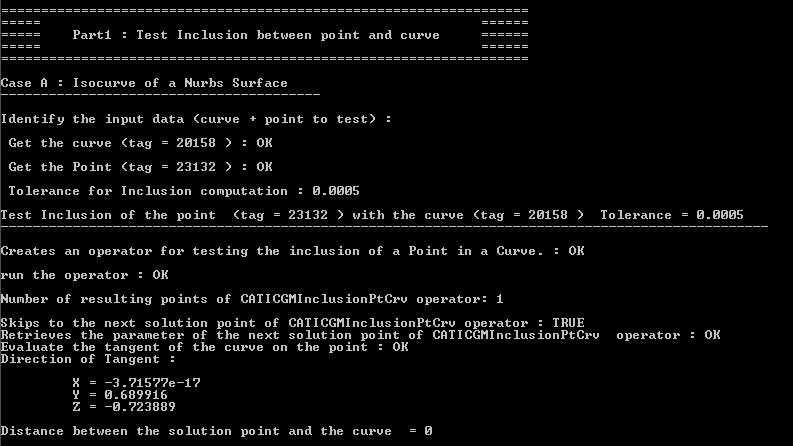 ==================================================================
===== ======
===== Part1 : Test Inclusion between point and curve ======
===== ======
==================================================================
Case A : Isocurve of a Nurbs Surface
----------------------------------------
Identify the input data (curve + point to test) :
Get the curve (tag = 20158 ) : OK
Get the Point (tag = 23132 ) : OK
Tolerance for Inclusion computation : 0.0005
Test Inclusion of the point (tag = 23132 ) with the curve (tag = 20158 ) Tolerance = 0.0005
------------------------------------------------------------------------------------------------
Creates an operator for testing the inclusion of a Point in a Curve. : OK
run the operator : OK
Number of resulting points of CATICGMInclusionPtCrv operator: 1
Skips to the next solution point of CATICGMInclusionPtCrv operator : TRUE
Retrieves the parameter of the next solution point of CATICGMInclusionPtCrv operator : OK
Evaluate the tangent of the curve on the point : OK
Direction of Tangent :
X = -3.71577e-17
Y = 0.689916
Z = -0.723889
Distance between the solution point and the curve = 0